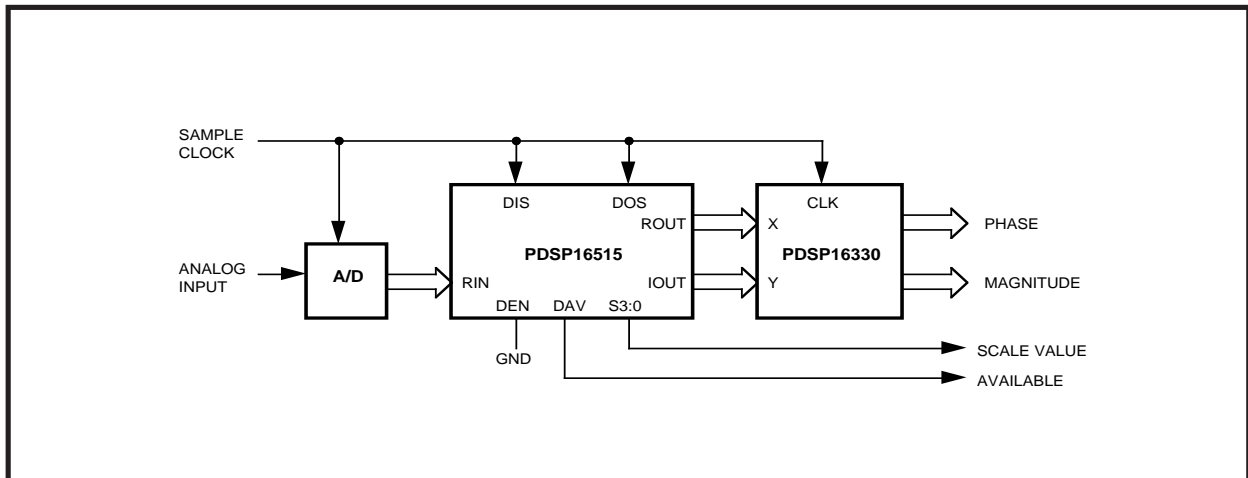 SAMPLE
CLOCK
DIS
DOS
CLK
ROUT
X
PHASE
PDSP16515
PDSP16330
ANALOG
INPUT
A/D
RIN
IOUT
Y
MAGNITUDE
DEN
DAV
S3:0
GND
SCALE VALUE
AVAILABLE